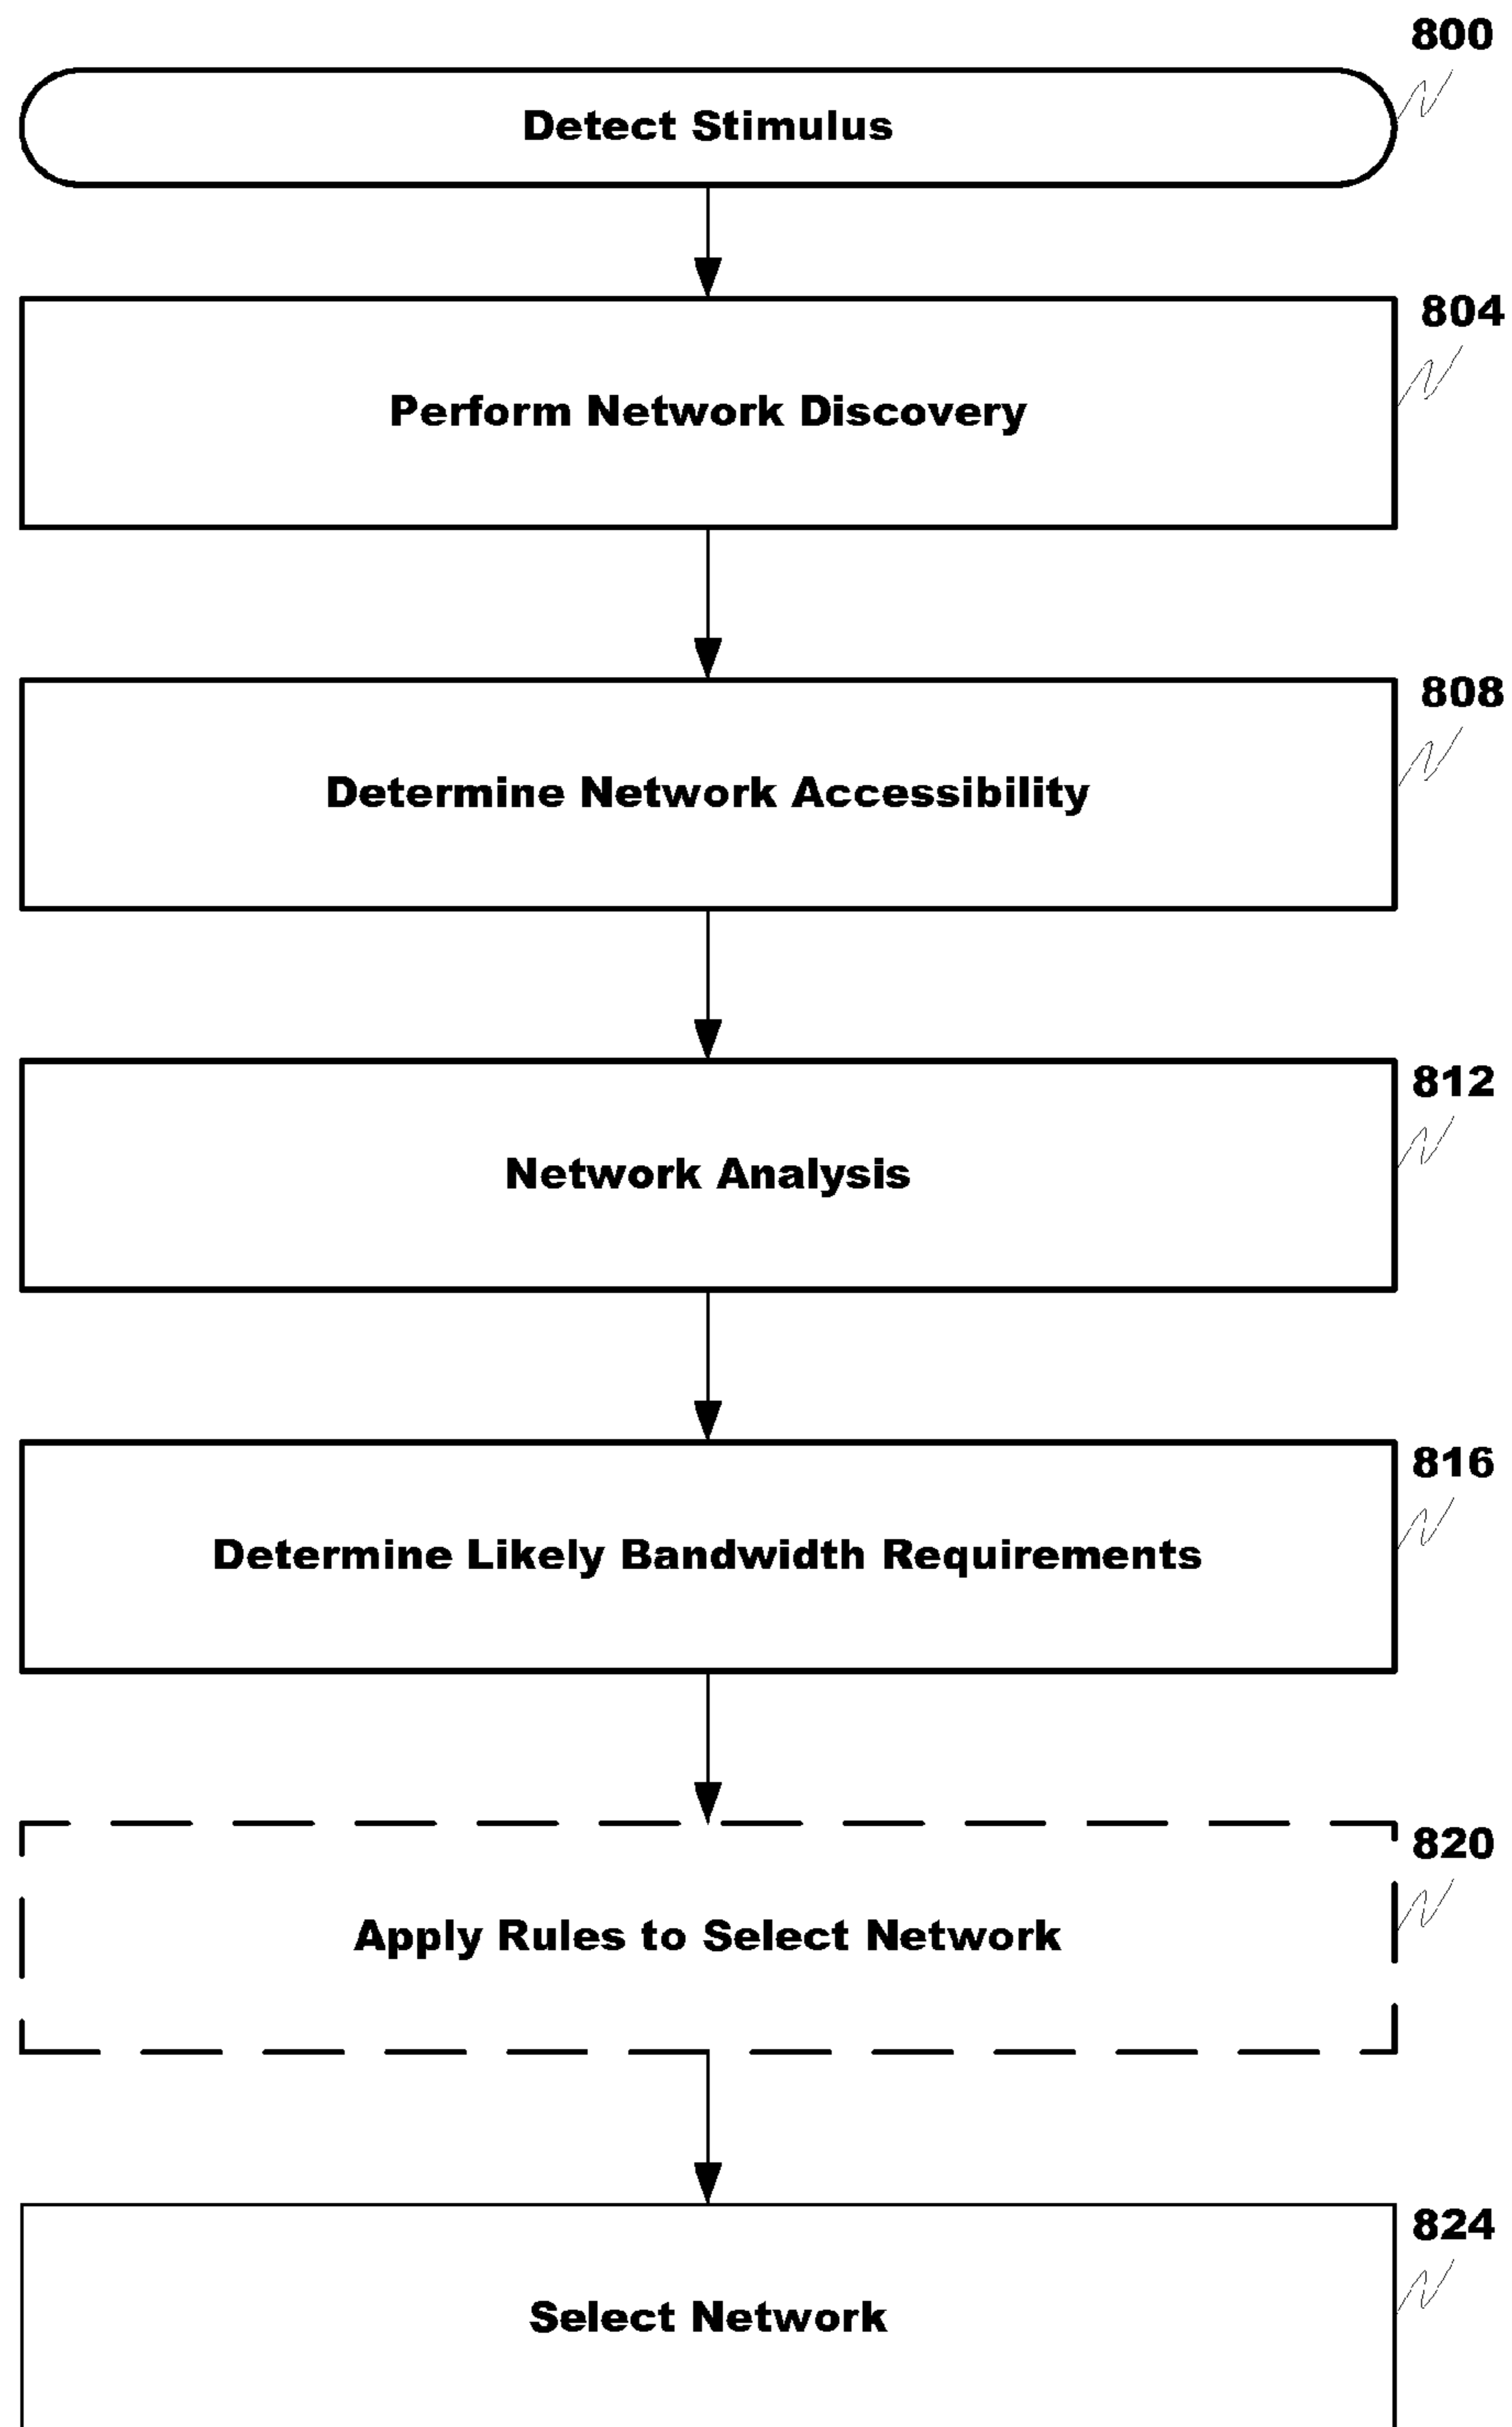 800
Detect Stimulus
804
Perform Network Discovery
808
Determine Network Accessibility
812
Network Analysis
816
Determine Likely Bandwidth Requirements
820
Apply Rules to Select Network
824
Select Network